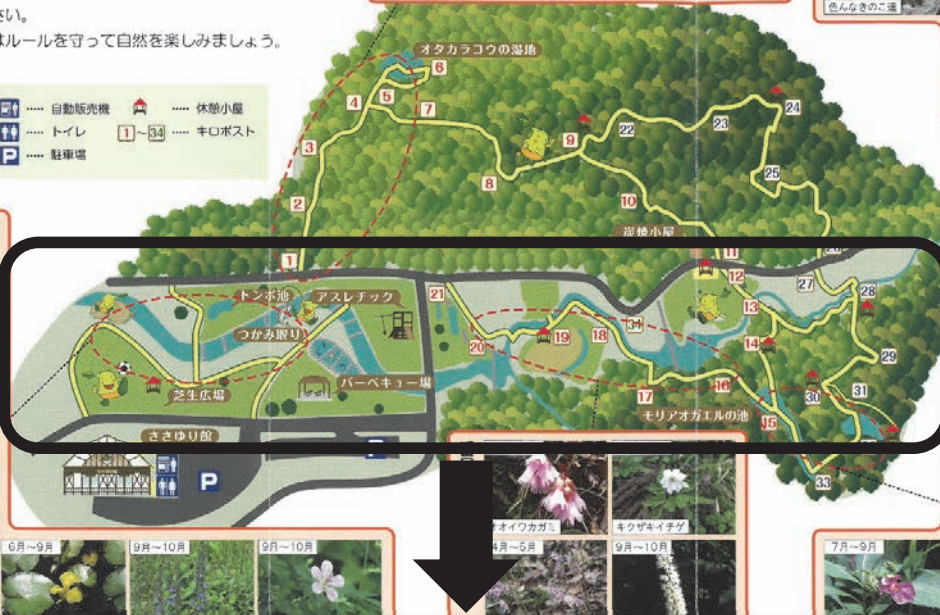 さい。
はルールを守って自然を楽しみましょう。
自動販売機
休憩小屋
トイレ
1～34 キロポスト
P 駐車場
色んなきのこ達
オタカラコウの湿地
6
5
4
7
3
24
23
22
9
8
25
10
2
炭焼小屋
1
11
12
27
28
21
トンボ池
アスレチック
13
つかみ取り
34
18
19
20
14
29
バーベキュー場
芝生広場
30
31
16
17
モリアオガエルの池
15
ささゆり館
P
33
オオイワカガミ
キクザキイチゲ
6月～9月
9月～10月
9月～10月
4月～5月
9月～10月
7月～9月